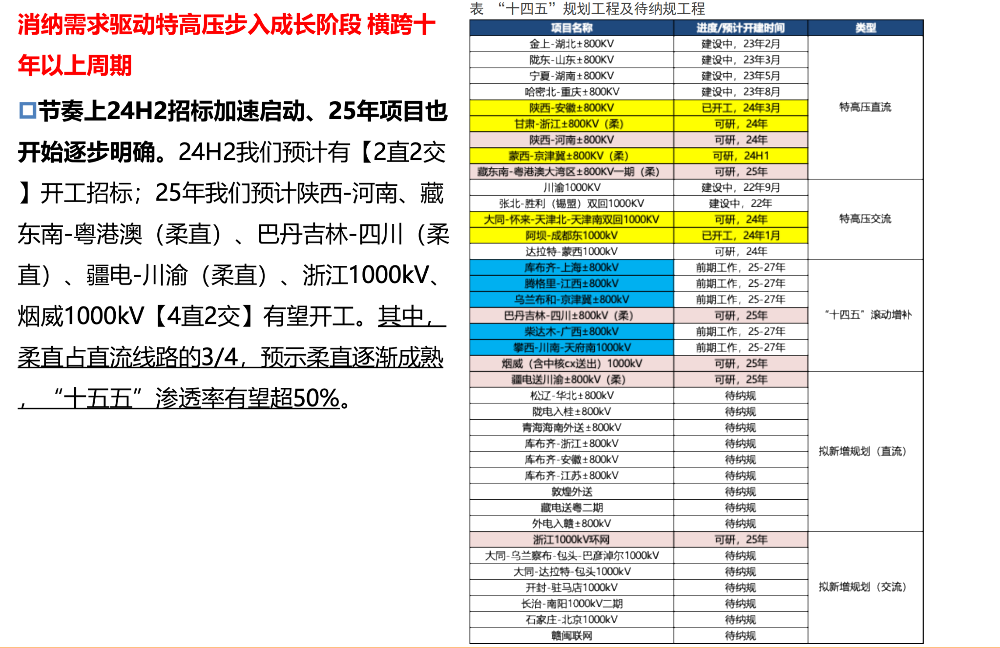 消纳需求驱动特高压步入成长阶段 横跨十
年以上周期
节奏上24H2招标加速启动、25年项目也
开始逐步明确。24H2我们预计有【2直2交
】开工招标；25年我们预计陕西-河南、藏
东南-粤港澳（柔直）、巴丹吉林-四川（柔
直）、疆电-川渝（柔直）、浙江1000kV、
烟威1000kV【4直2交】有望开工。其中，
柔直占直流线路的3/4，预示柔直逐渐成熟
，“十五五”渗透率有望超50%。
表 “十四五”规划工程及待纳规工程
项目名称 进度/预计开建时间 类型
金上-湖北±800KV 建设中，23年2月
陇东-山东±800KV 建设中，23年3月
宁夏-湖南±800KV 建设中，23年5月
哈密北-重庆±800KV 建设中，23年8月
陕西-安徽±800KV 已开工，24年3月 特高压直流
甘肃-浙江±800KV（柔） 可研，24年
陕西-河南±800KV 可研，24年
蒙西-京津冀±800KV（柔） 可研，24H1
藏东南-粤港澳大湾区±800KV一期（柔） 可研，25年
川渝1000KV 建设中，22年9月
张北-胜利（锡盟）双回1000KV 建设中，22年
大同-怀来-天津北-天津南双回1000KV 可研，24年 特高压交流
阿坝-成都东1000kV 已开工，24年1月
达拉特-蒙西1000kV 可研，24年
库布齐-上海±800kV 前期工作，25-27年
腾格里-江西±800kV 前期工作，25-27年
乌兰布和-京津冀±800kV 前期工作，25-27年
巴丹吉林-四川±800kV（柔） 可研，25年 “十四五”滚动增补
柴达木-广西±800kV 前期工作，25-27年
攀西-川南-天府南1000kV 前期工作，25-27年
烟威（含中核cx送出）1000kV 可研，25年
疆电送川渝±800kV（柔） 可研，25年
松辽-华北±800kV 待纳规
陇电入桂±800kV 待纳规
青海海南外送±800kV 待纳规
库布齐-浙江±800kV 待纳规 拟新增规划（直流）
库布齐-安徽±800kV 待纳规
库布齐-江苏±800kV 待纳规
敦煌外送 待纳规
藏电送粤二期 待纳规
外电入赣±800kV 待纳规
浙江1000kV环网 可研，25年
大同-乌兰察布-包头-巴彦淖尔1000kV 待纳规
大同-达拉特-包头1000kV 待纳规
开封-驻马店1000kV 待纳规 拟新增规划（交流）
长治-南阳1000kV二期 待纳规
石家庄-北京1000kV 待纳规
赣闽联网 待纳规